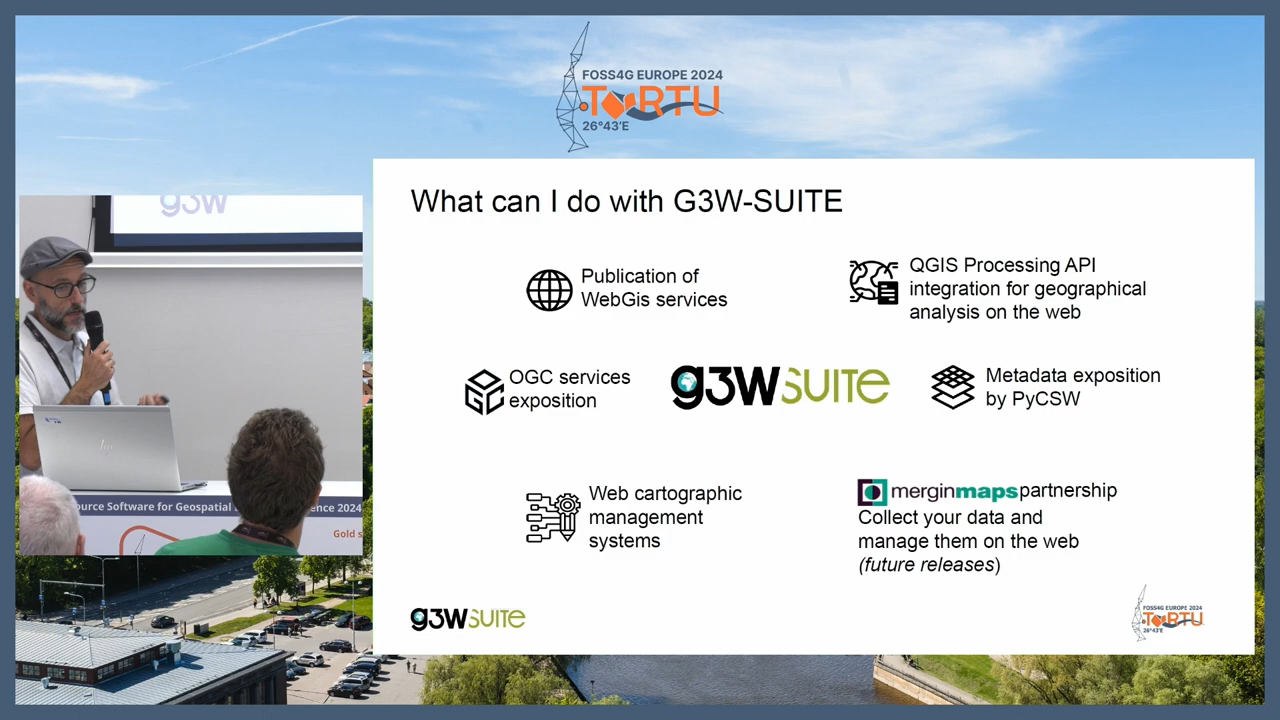 FOSS4G EUROPE 2024
TORTU
26°43'E
What can I do with G3W-SUITE
g3w
Publication of
WebGis services
QGIS Processing API
integration for geographical
analysis on the web
OGC services
exposition
g3wSUITE
Metadata exposition
by PyCSW
Web cartographic
management
systems
merginmaps partnership
Collect your data and
manage them on the web
(future releases)
hp
ource Software for Geospatial
ence 2024
Gold s
g3wSUITE
FOSS4G EUROPE 2024
TORTU
26°43'E